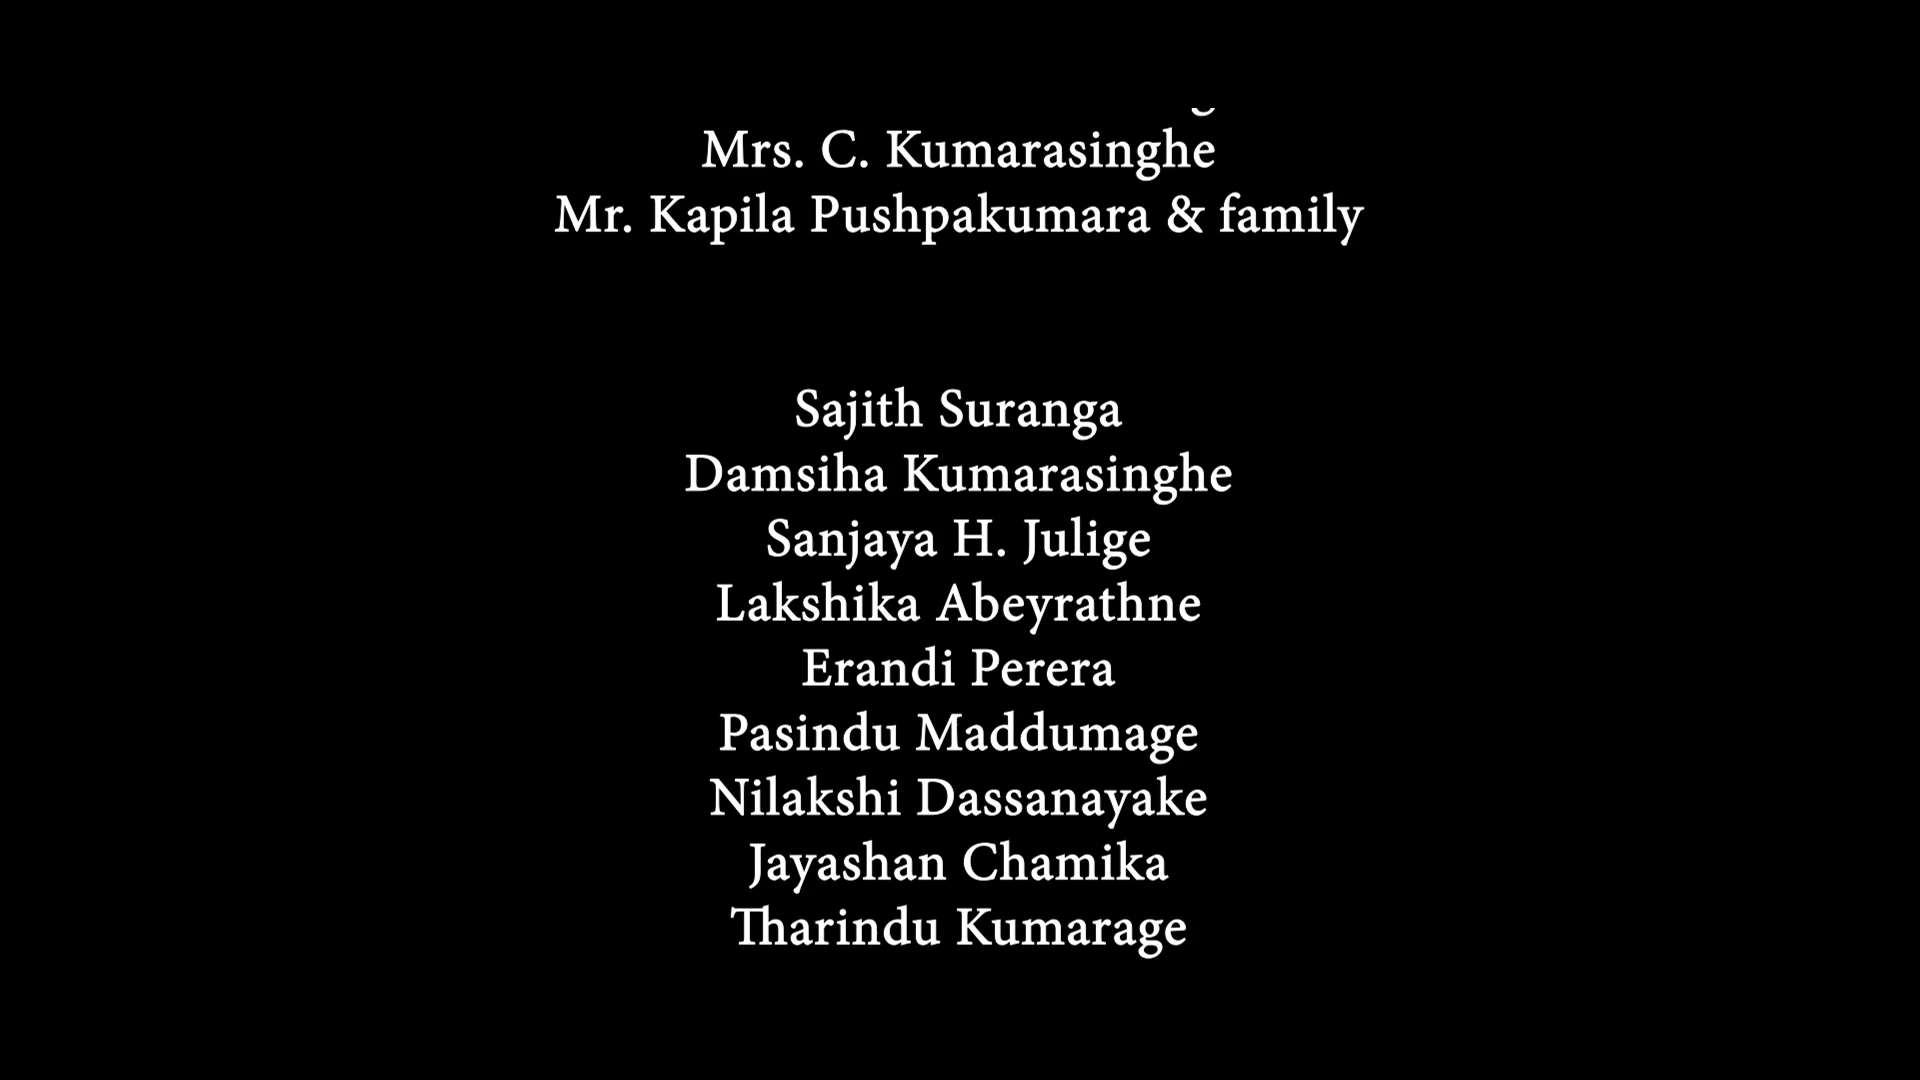 Mrs. C. Kumarasinghe
Mr. Kapila Pushpakumara & family
Sajith Suranga
Damsiha Kumarasinghe
Sanjaya H. Julige
Lakshika Abeyrathne
Erandi Perera
Pasindu Maddumage
Nilakshi Dassanayake
Jayashan Chamika
Tharindu Kumarage